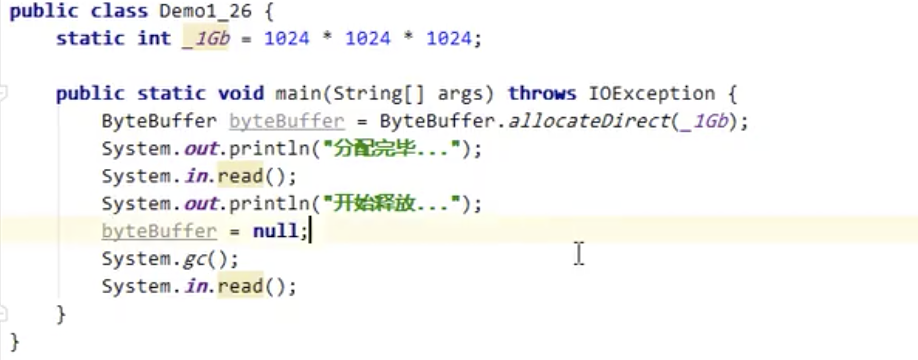 public class Demo1_26 {
    static int _1Gb = 1024 * 1024 * 1024;
    public static void main(String[] args) throws IOException {
        ByteBuffer byteBuffer = ByteBuffer.allocateDirect(_1Gb);
        System.out.println("分配完毕...");
        System.in.read();
        System.out.println("开始释放...");
        byteBuffer = null;
        System.gc();
        System.in.read();
    }
}